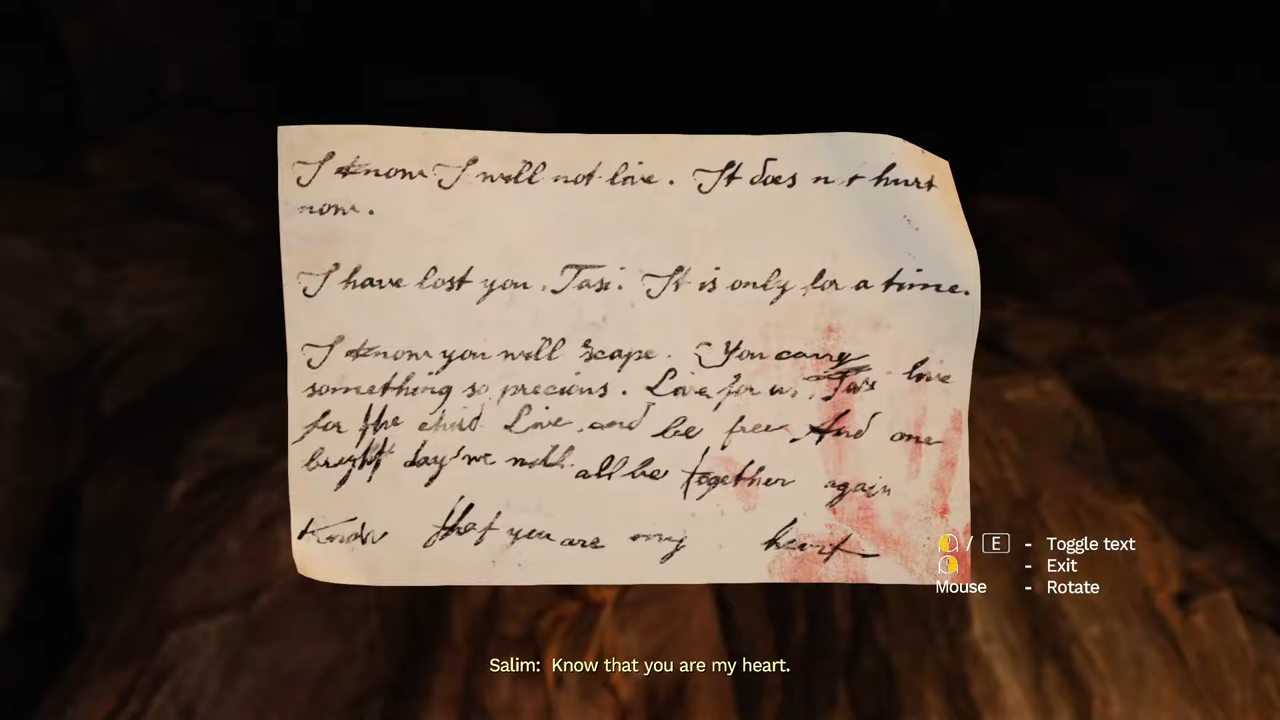 I know I will not live. It does n t hurt
now.
I have lost you, Tasi. It is only for a time.
I know you will scape. You carry
something so precious. Live for us, Tasi live
for the child Live and be free And one
bright day we will all be together again
Know that you are my heart
/ E - Toggle text
- Exit
Mouse - Rotate
Salim: Know that you are my heart.